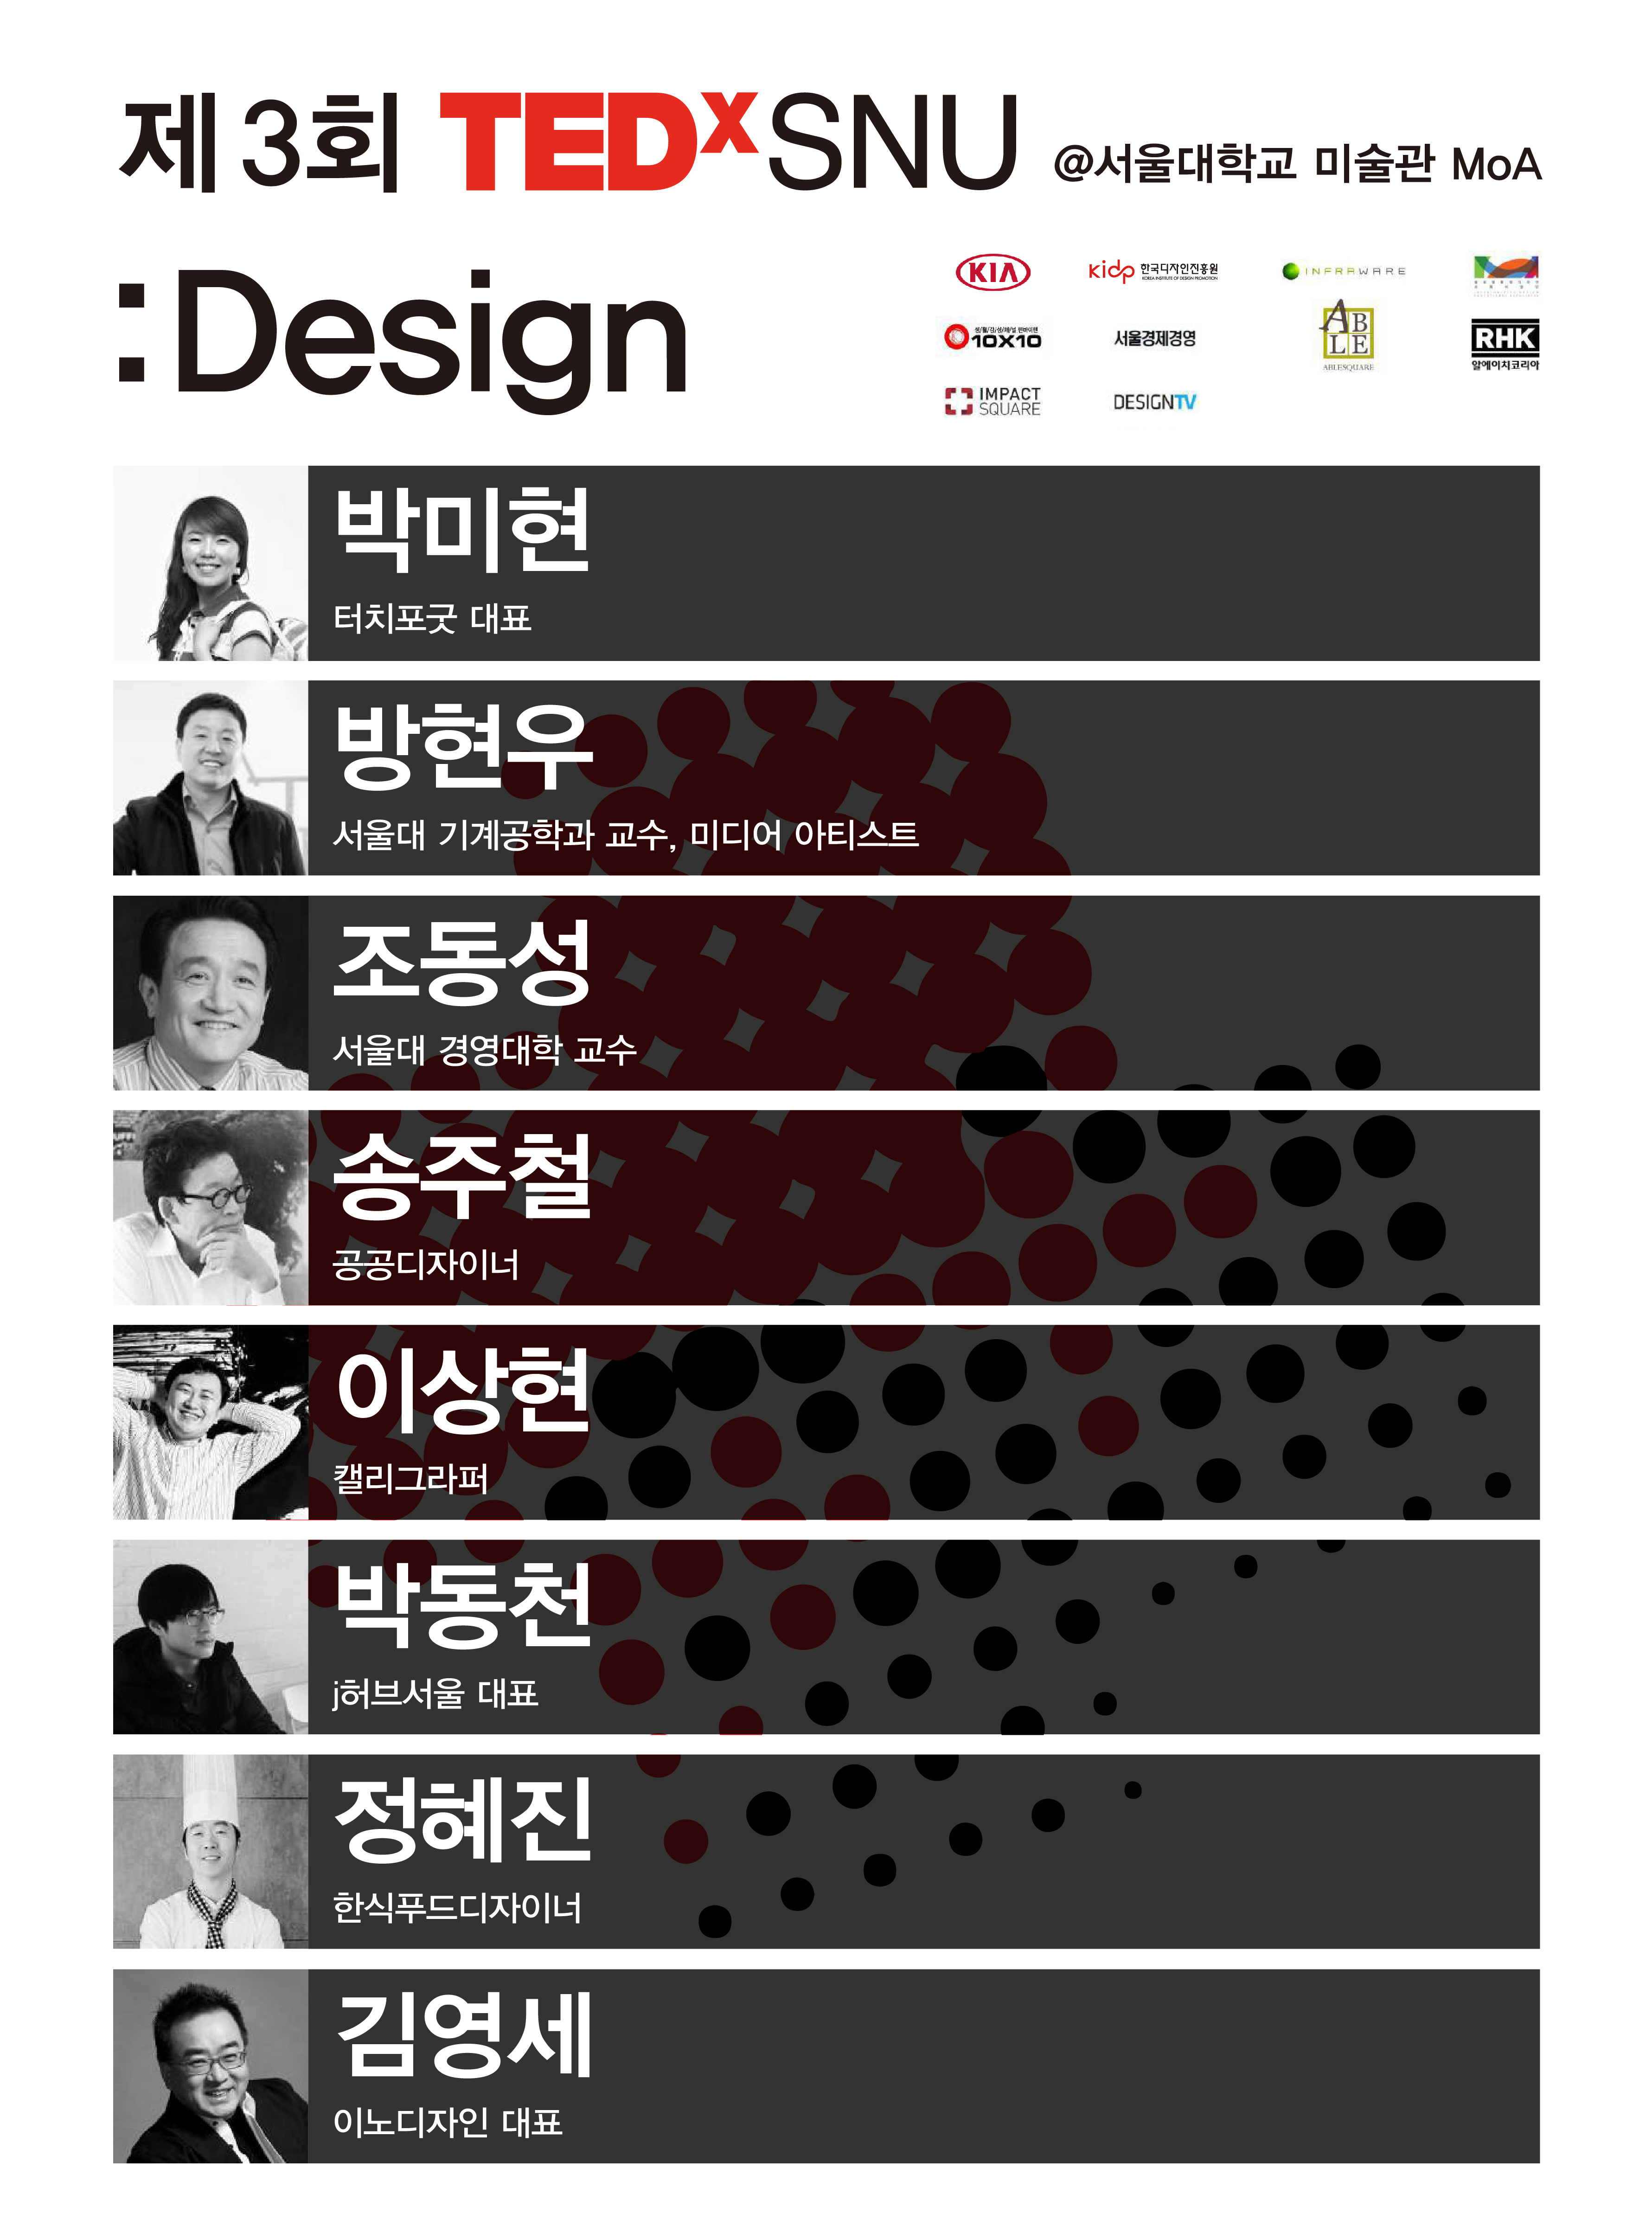 제3회 TEDxSNU @서울대학교 미술관 MoA
:Design
KIA
kidp 한국디자인진흥원
KOREA INSTITUTE OF DESIGN PROMOTION
INFRAWARE
10X10
서울경제경영
ABLE
ABLESQUARE
RHK
알에이치코리아
IMPACT
SQUARE
DESIGNTV
박미현
터치포굿 대표
방현우
서울대 기계공학과 교수, 미디어 아티스트
조동성
서울대 경영대학 교수
송주철
공공디자이너
이상현
캘리그라퍼
박동천
j허브서울 대표
정혜진
한식푸드디자이너
김영세
이노디자인 대표